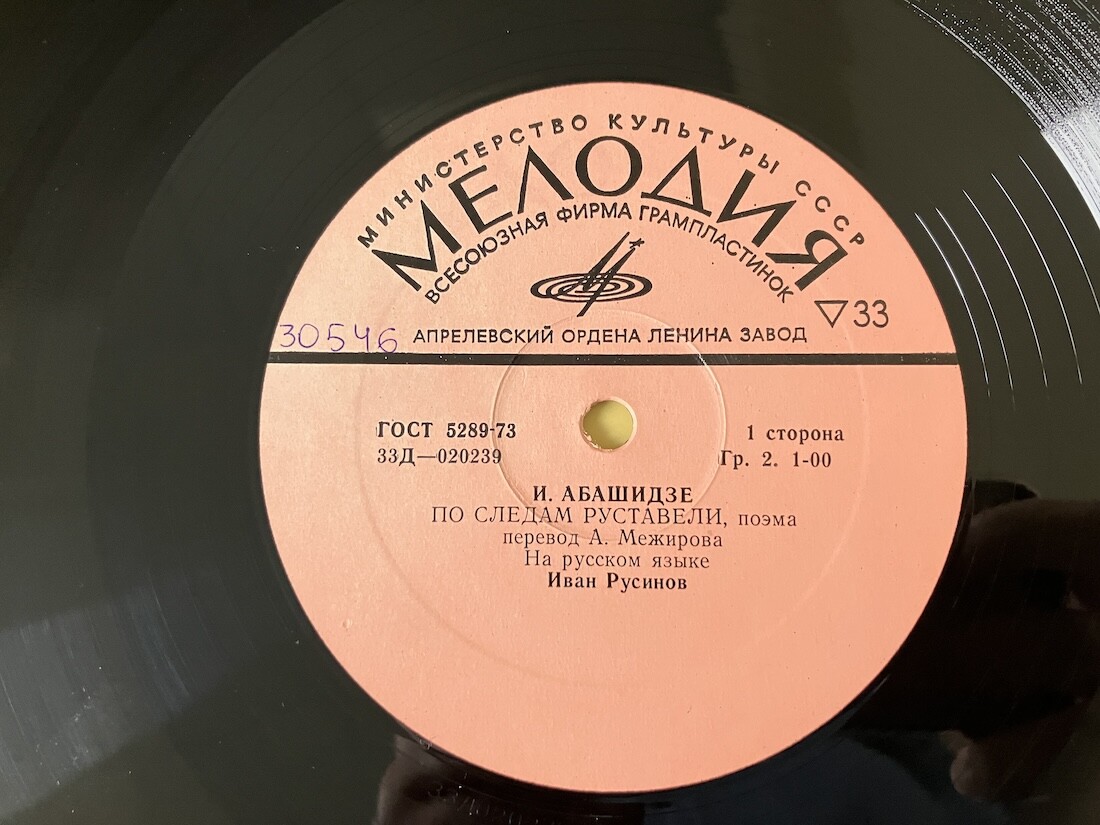 МИНИСТЕРСТВО КУЛЬТУРЫ СССР
МЕЛОДИЯ
ВСЕСОЮЗНАЯ ФИРМА ГРАМПЛАСТИНОК
▽33
30546
АПРЕЛЕВСКИЙ ОРДЕНА ЛЕНИНА ЗАВОД
ГОСТ 5289-73
33Д—020239
1 сторона
Гр. 2. 1-00
И. АБАШИДЗЕ
ПО СЛЕДАМ РУСТАВЕЛИ, поэма
перевод А. Межирова
На русском языке
Иван Русинов